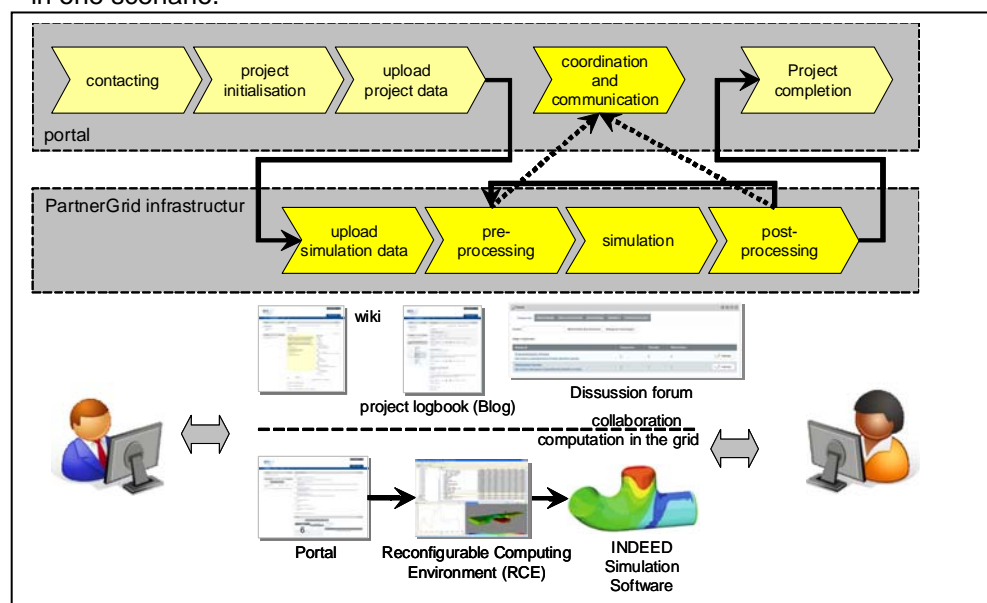 in one scenario.
contacting
project
initialisation
upload
project data
coordination
and
communication
Project
completion
portal
PartnerGrid infrastructur
upload
simulation data
pre-
processing
simulation
post-
processing
wiki
project logbook (Blog)
Dissussion forum
collaboration
computation in the grid
6
Portal
Reconfigurable Computing
Environment (RCE)
INDEED
Simulation
Software